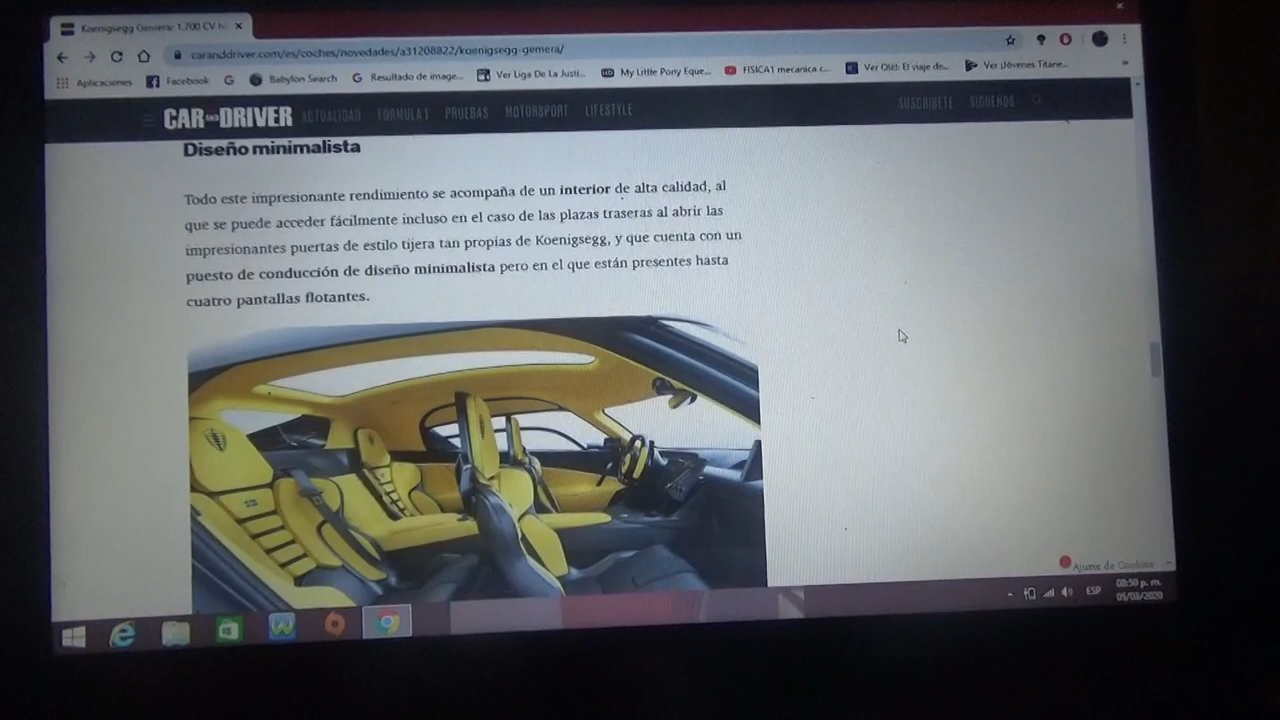 Koenigsegg Gemera: 1.700 CV
caranddriver.com/es/coches/novedades/a31208822/koenigsegg-gemera/
Aplicaciones Facebook Babylon Search Resultado de image... Ver Liga De La Justi... HD My Little Pony Eque... FISICA1 mecanica c... Ver Olé!: El viaje de... Ver ¡Jóvenes Titane... »
CAR AND DRIVER ACTUALIDAD FÓRMULA 1 PRUEBAS MOTORSPORT LIFESTYLE SUSCRÍBETE SÍGUENOS
Diseño minimalista
Todo este impresionante rendimiento se acompaña de un interior de alta calidad, al
que se puede acceder fácilmente incluso en el caso de las plazas traseras al abrir las
impresionantes puertas de estilo tijera tan propias de Koenigsegg, y que cuenta con un
puesto de conducción de diseño minimalista pero en el que están presentes hasta
cuatro pantallas flotantes.
Ajustes de Cookies
ESP 08:50 p. m.
05/03/2020